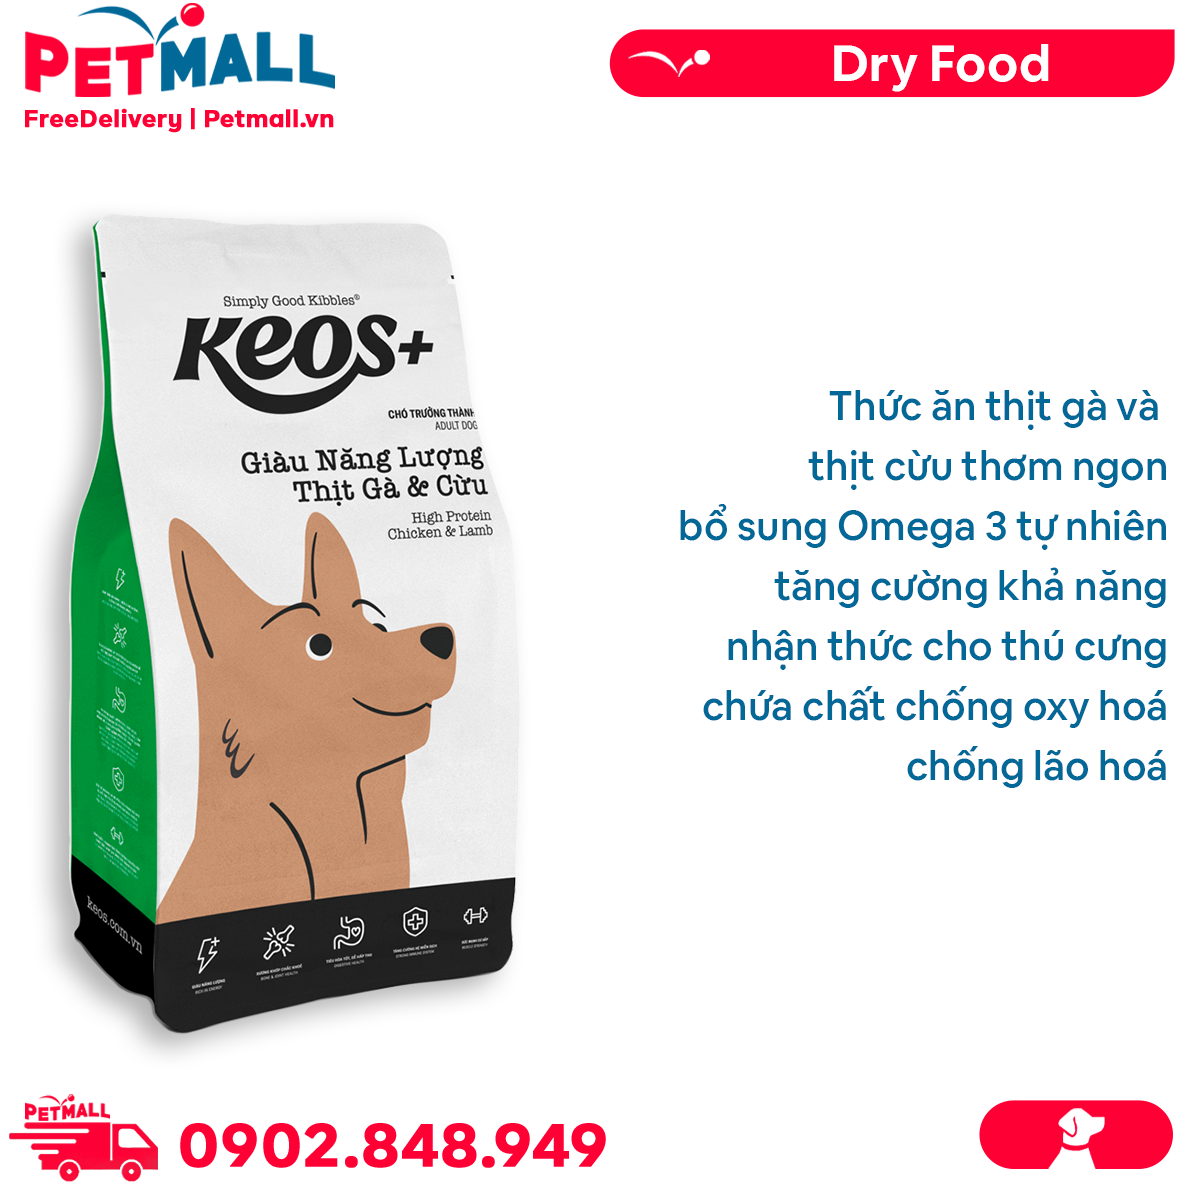 PETMALL
FreeDelivery | Petmall.vn
Dry Food
Simply Good Kibbles®
Keos+
CHÓ TRƯỞNG THÀNH
ADULT DOG
Giàu Năng Lượng
Thịt Gà & Cừu
High Protein
Chicken & Lamb
Thức ăn thịt gà và
thịt cừu thơm ngon
bổ sung Omega 3 tự nhiên
tăng cường khả năng
nhận thức cho thú cưng
chứa chất chống oxy hoá
chống lão hoá
keos.com.vn
GIÀU NĂNG LƯỢNG
RICH IN ENERGY
XƯƠNG KHỚP CHẮC KHOẺ
BONE & JOINT HEALTH
TIÊU HOÁ TỐT, DỄ HẤP THU
DIGESTIVE HEALTH
TĂNG CƯỜNG HỆ MIỄN DỊCH
STRONG IMMUNE SYSTEM
MUSCLE STRENGTH
PETMALL
0902.848.949